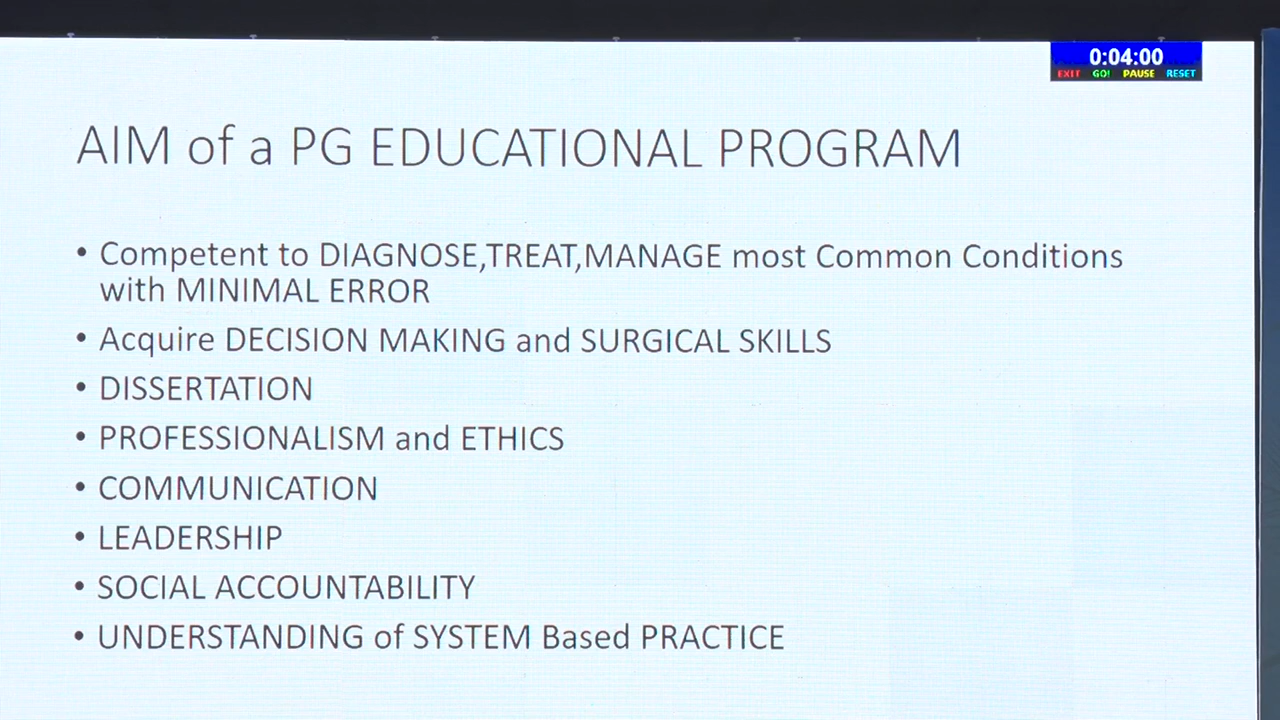 0:04:00
EXIT GO! PAUSE RESET
AIM of a PG EDUCATIONAL PROGRAM
• Competent to DIAGNOSE,TREAT,MANAGE most Common Conditions
with MINIMAL ERROR
• Acquire DECISION MAKING and SURGICAL SKILLS
• DISSERTATION
• PROFESSIONALISM and ETHICS
• COMMUNICATION
• LEADERSHIP
• SOCIAL ACCOUNTABILITY
• UNDERSTANDING of SYSTEM Based PRACTICE